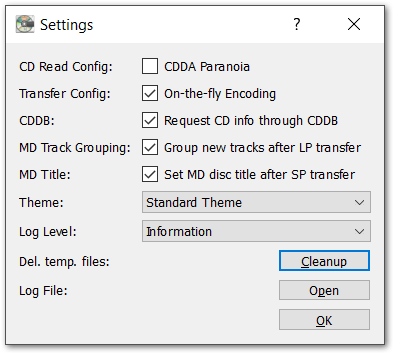 Settings
?
CD Read Config: CDDA Paranoia
Transfer Config: On-the-fly Encoding
CDDB: Request CD info through CDDB
MD Track Grouping: Group new tracks after LP transfer
MD Title: Set MD disc title after SP transfer
Theme: Standard Theme
Log Level: Information
Del. temp. files: Cleanup
Log File: Open
OK